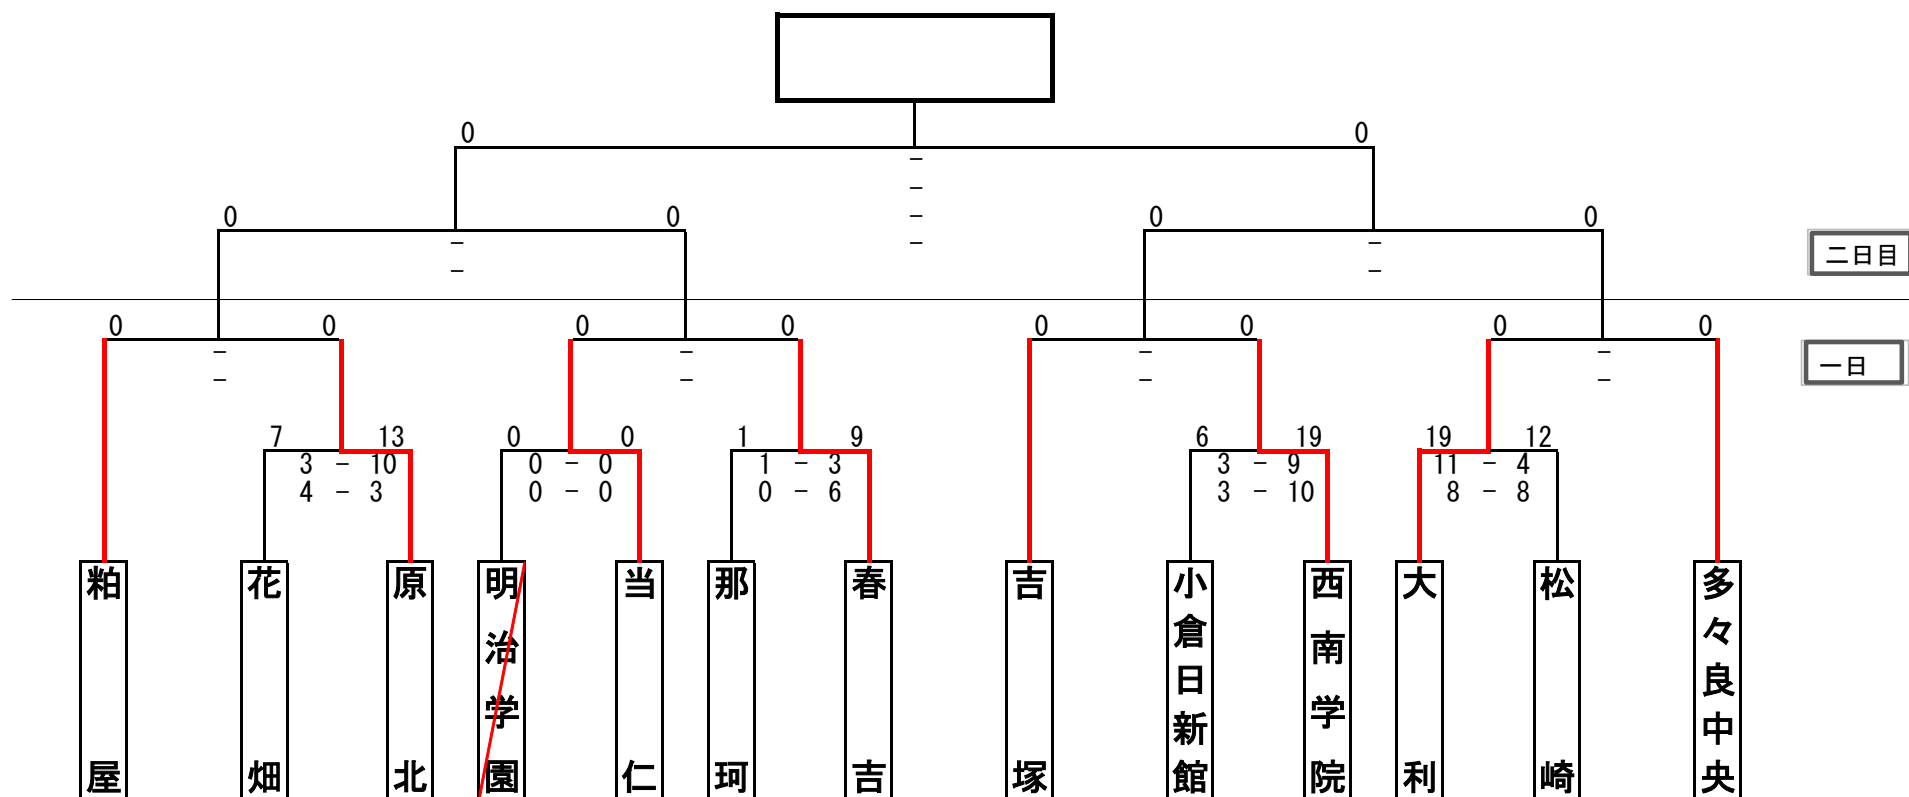 0 0
-
-
-
-
0 0 0 0
- -
- -
二日目
0 0 0 0 0 0 0 0
- - - -
- - - -
一日
7 13 0 0 1 9 6 19 19 12
3 - 10 0 - 0 1 - 3 3 - 9 11 - 4
4 - 3 0 - 0 0 - 6 3 - 10 8 - 8
粕屋
花畑
原北
明治学園
当仁
那珂
春吉
吉塚
小倉日新館
西南学院
大利
松崎
多々良中央